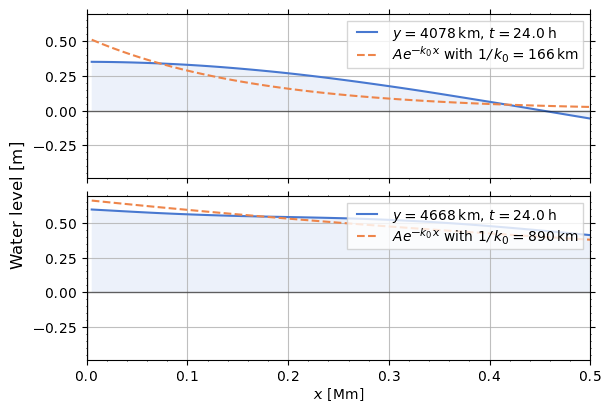 y = 4078 km, t = 24.0 h
Ae^{-k_0x} with 1/k_0 = 166 km
0.50
0.25
0.00
−0.25
y = 4668 km, t = 24.0 h
Ae^{-k_0x} with 1/k_0 = 890 km
0.50
0.25
0.00
−0.25
Water level [m]
0.0 0.1 0.2 0.3 0.4 0.5
x [Mm]